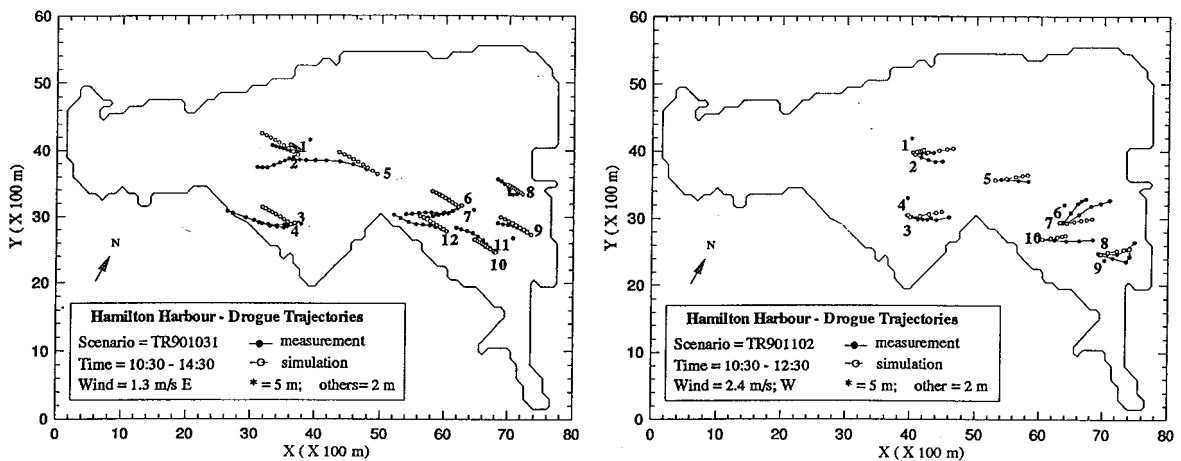 60
50
40
30
20
10
0
Y ( X 100 m)
1 *
2
5
8
6
7 *
3
4
9
12
11 *
10
N
Hamilton Harbour - Drogue Trajectories
Scenario = TR901031 measurement
Time = 10:30 - 14:30 simulation
Wind = 1.3 m/s E * = 5 m; others= 2 m
0 10 20 30 40 50 60 70 80
X ( X 100 m)
60
50
40
30
20
10
0
Y ( X 100 m)
*
1
2
5
4 *
3
6 *
7
10
8
9 *
N
Hamilton Harbour - Drogue Trajectories
Scenario = TR901102 measurement
Time = 10:30 - 12:30 simulation
Wind = 2.4 m/s; W * = 5 m; other = 2 m
0 10 20 30 40 50 60 70 80
X ( X 100 m)